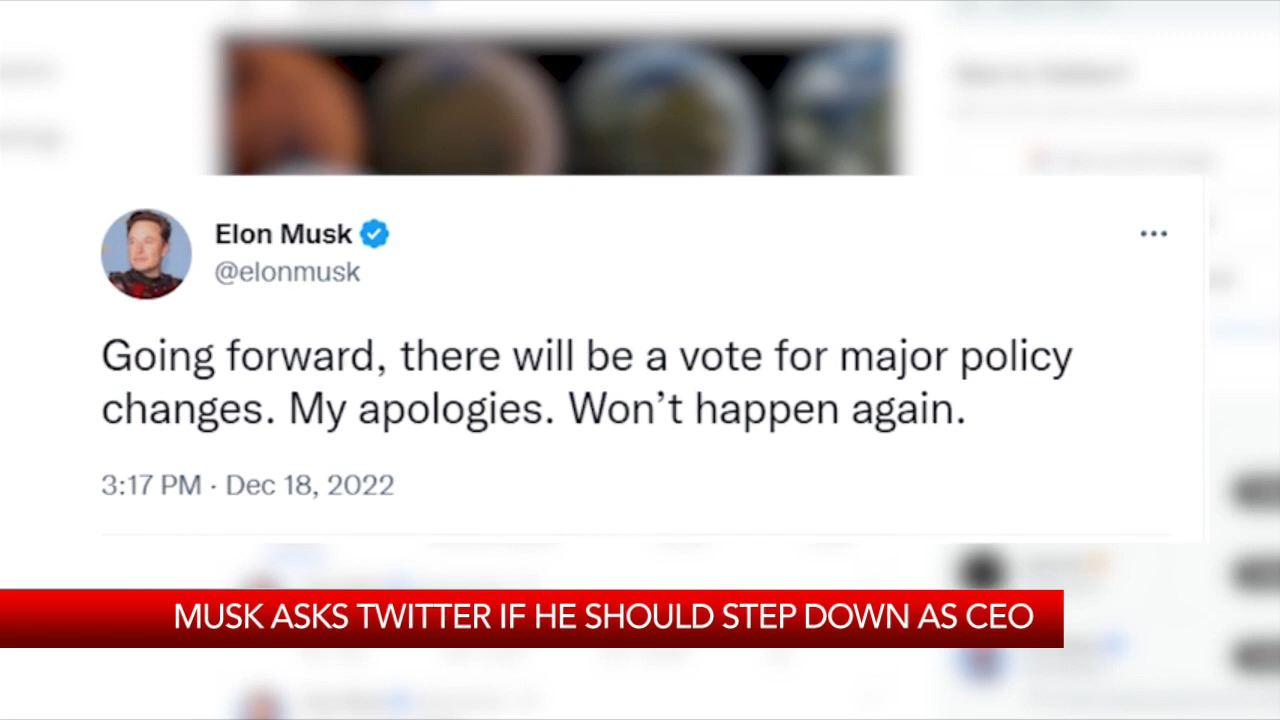 Elon Musk
@elonmusk
Going forward, there will be a vote for major policy
changes. My apologies. Won’t happen again.
3:17 PM · Dec 18, 2022
MUSK ASKS TWITTER IF HE SHOULD STEP DOWN AS CEO